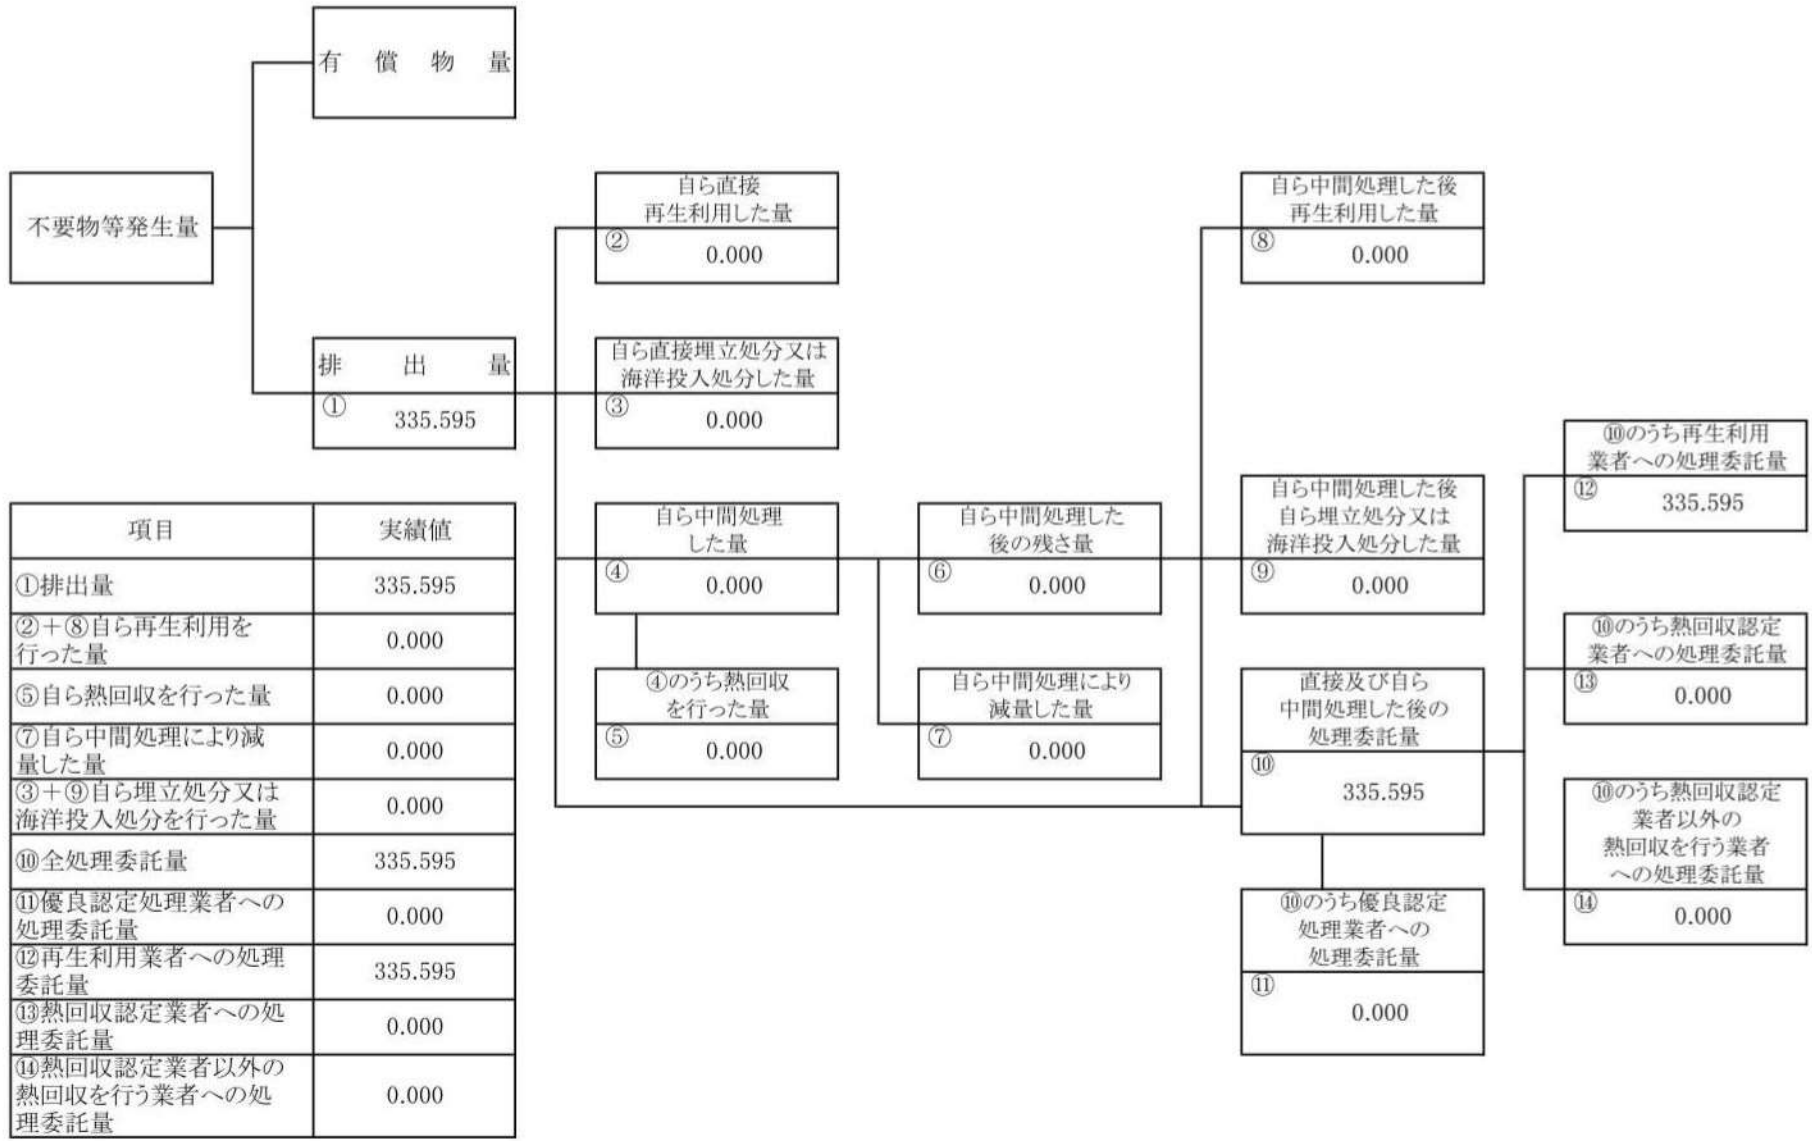 有償物量
不要物等発生量
排出量
① 335.595
自ら直接
再生利用した量
② 0.000
自ら直接埋立処分又は
海洋投入処分した量
③ 0.000
自ら中間処理
した量
④ 0.000
④のうち熱回収
を行った量
⑤ 0.000
自ら中間処理した
後の残さ量
⑥ 0.000
自ら中間処理により
減量した量
⑦ 0.000
自ら中間処理した後
再生利用した量
⑧ 0.000
自ら中間処理した後
自ら埋立処分又は
海洋投入処分した量
⑨ 0.000
直接及び自ら
中間処理した後の
処理委託量
⑩ 335.595
⑩のうち優良認定
処理業者への
処理委託量
⑪ 0.000
⑩のうち再生利用
業者への処理委託量
⑫ 335.595
⑩のうち熱回収認定
業者への処理委託量
⑬ 0.000
⑩のうち熱回収認定
業者以外の
熱回収を行う業者
への処理委託量
⑭ 0.000
項目 実績値
①排出量 335.595
②+⑧自ら再生利用を
行った量 0.000
⑤自ら熱回収を行った量 0.000
⑦自ら中間処理により減
量した量 0.000
③+⑨自ら埋立処分又は
海洋投入処分を行った量 0.000
⑩全処理委託量 335.595
⑪優良認定処理業者への
処理委託量 0.000
⑫再生利用業者への処理
委託量 335.595
⑬熱回収認定業者への処
理委託量 0.000
⑭熱回収認定業者以外の
熱回収を行う業者への処
理委託量 0.000